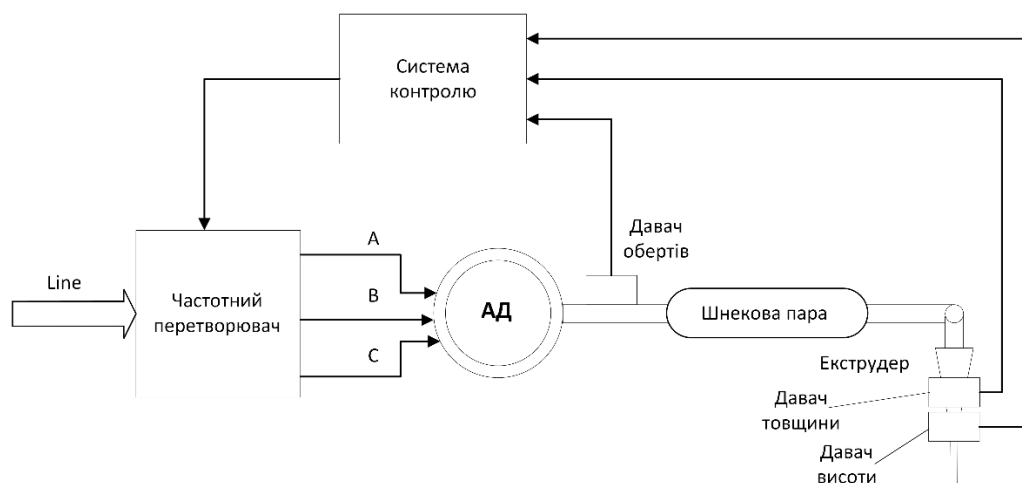 Система
контролю
Давач
обертів
A
Line
B
Частотний
перетворювач
АД
Шнекова пара
C
Екструдер
Давач
товщини
Давач
висоти